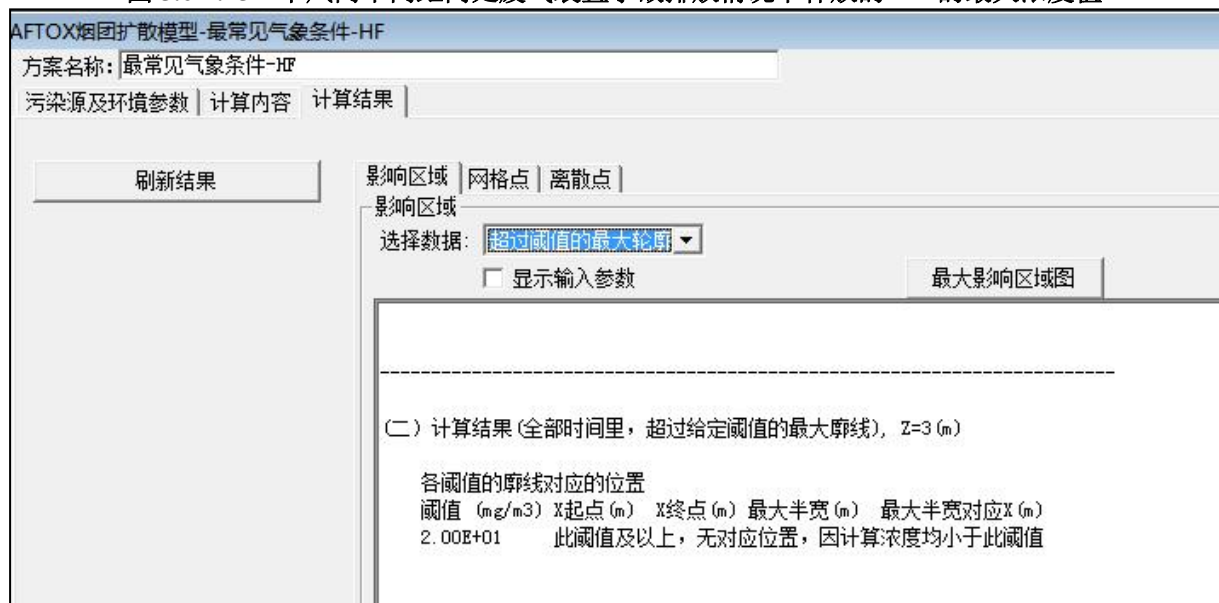 AFTOX烟团扩散模型-最常见气象条件-HF
方案名称: 最常见气象条件-HF
污染源及环境参数 计算内容 计算结果
刷新结果
影响区域 网格点 离散点
影响区域
选择数据: 超过阈值的最大轮廓
显示输入参数 最大影响区域图
(二) 计算结果(全部时间里，超过给定阈值的最大廓线), Z=3(m)
各阈值的廓线对应的位置
阈值 (mg/m3) X起点(m) X终点(m) 最大半宽(m) 最大半宽对应X(m)
2.00E+01 此阈值及以上，无对应位置，因计算浓度均小于此阈值